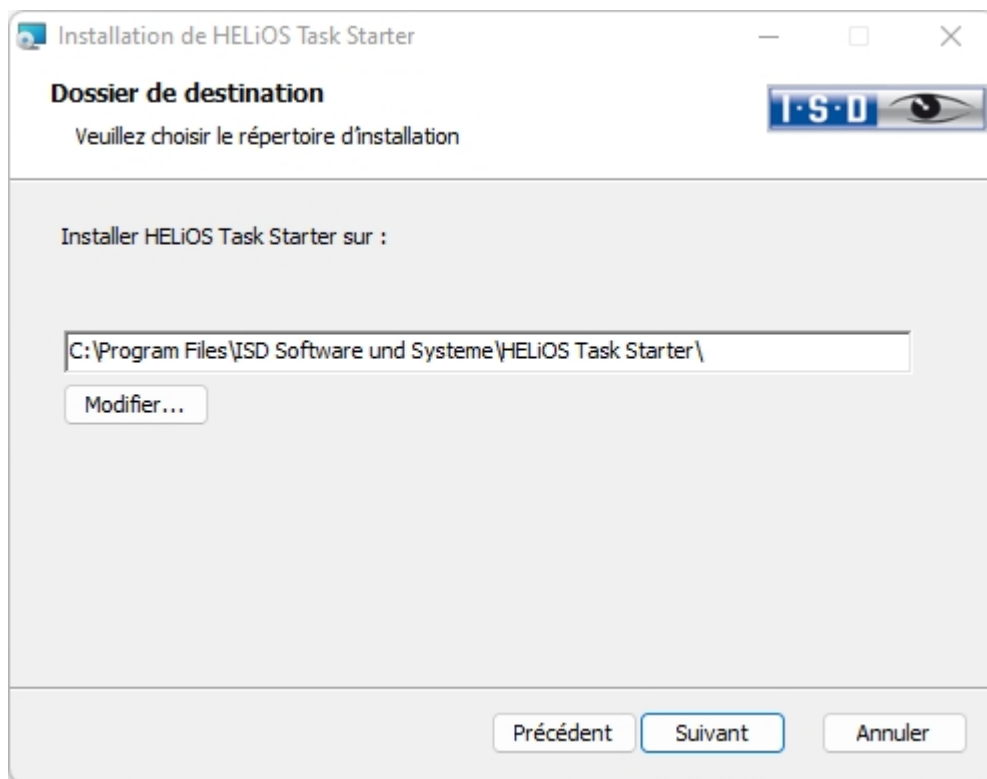 Installation de HELiOS Task Starter
Dossier de destination
Veuillez choisir le répertoire d'installation
I·S·D
Installer HELiOS Task Starter sur :
C:\Program Files\ISD Software und Systeme\HELiOS Task Starter\
Modifier...
Précédent Suivant Annuler